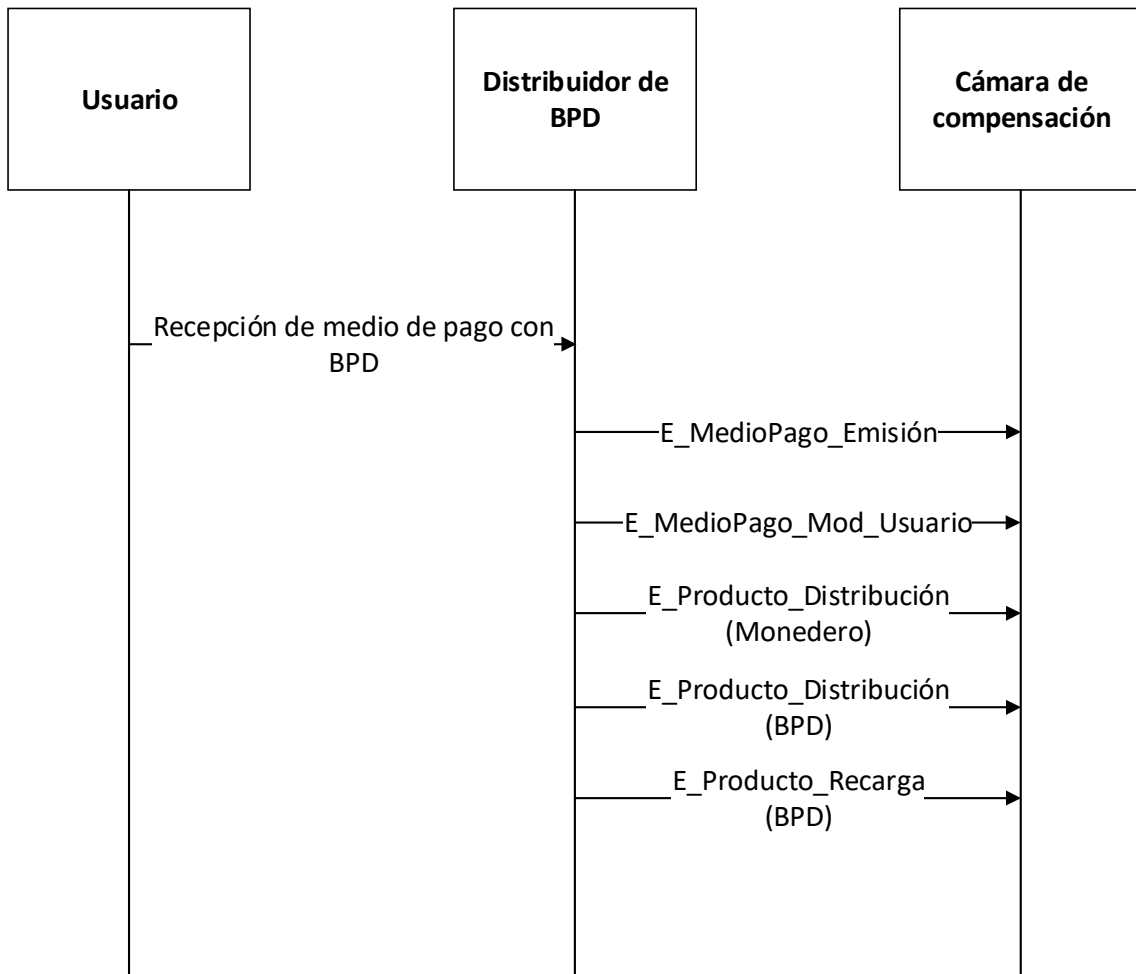 Usuario
Distribuidor de
BPD
Cámara de
compensación
Recepción de medio de pago con
BPD
E_MedioPago_Emisión
E_MedioPago_Mod_Usuario
E_Producto_Distribución
(Monedero)
E_Producto_Distribución
(BPD)
E_Producto_Recarga
(BPD)